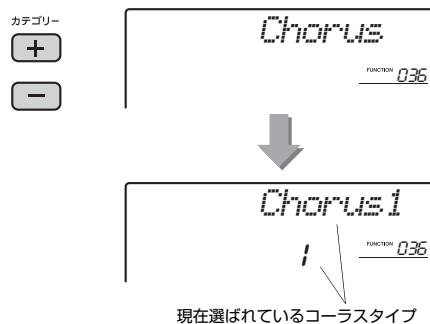 カテゴリー
+
−
Chorus
FUNCTION 036
Chorus1
1
FUNCTION 036
現在選ばれているコーラスタイプ